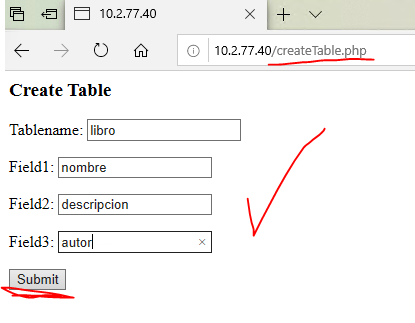 10.2.77.40
10.2.77.40/createTable.php
Create Table
Tablename: libro
Field1: nombre
Field2: descripcion
Field3: autor
Submit